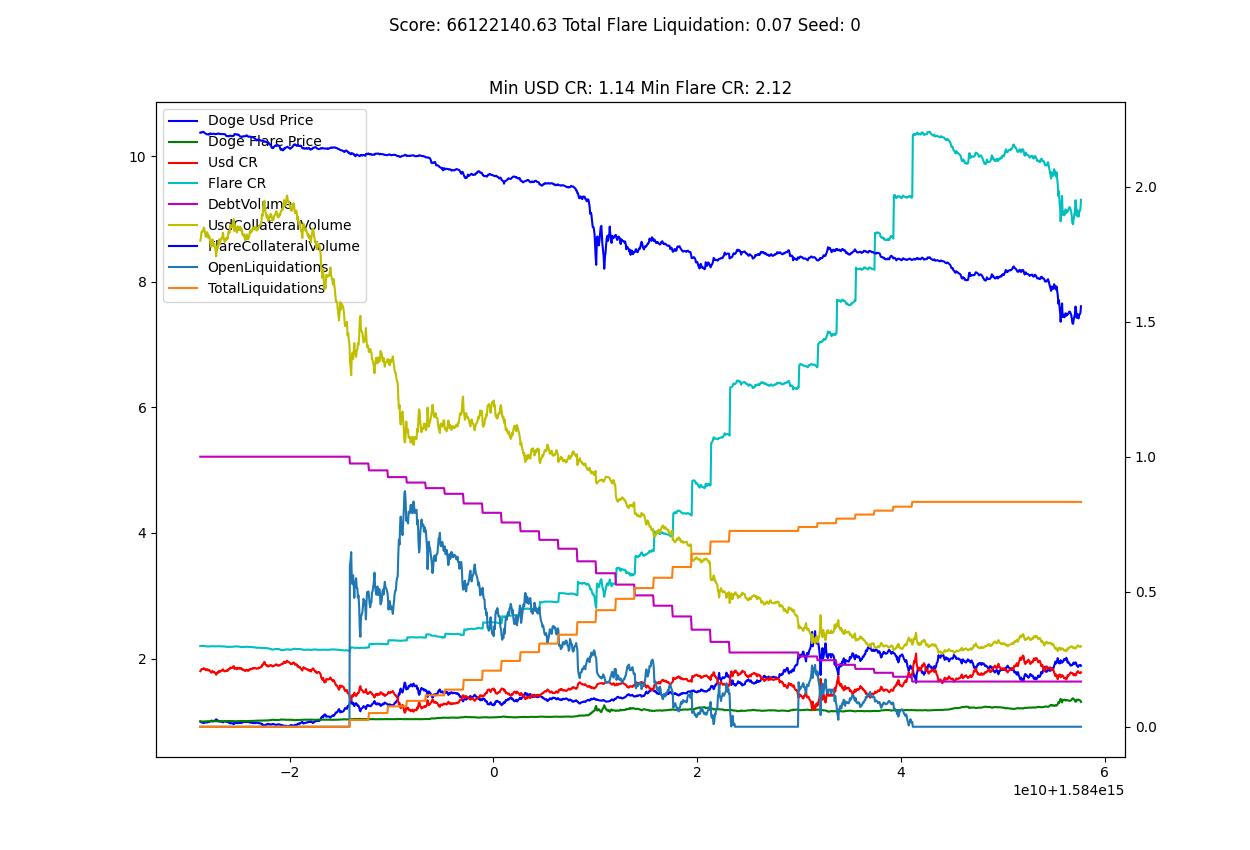 Score: 66122140.63 Total Flare Liquidation: 0.07 Seed: 0
Min USD CR: 1.14 Min Flare CR: 2.12
Doge Usd Price
Doge Flare Price
Usd CR
Flare CR
DebtVolume
UsdCollateralVolume
FlareCollateralVolume
OpenLiquidations
TotalLiquidations
10
8
6
4
2
2.0
1.5
1.0
0.5
0.0
−2
0
2
4
6
1e10+1.584e15